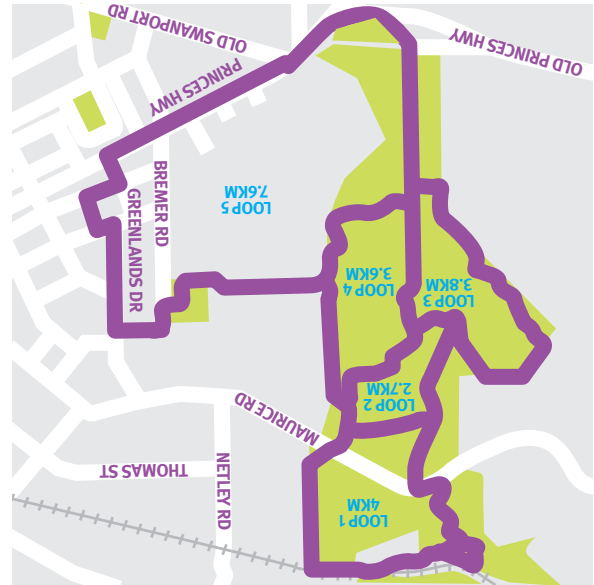 LOOP 1
4KM
NETLEY RD
THOMAS ST
MAURICE RD
LOOP 2
2.7KM
LOOP 3
3.8KM
LOOP 4
3.6KM
LOOP 5
7.6KM
GREENLANDS DR
BREMER RD
PRINCES HWY
OLD PRINCES HWY
OLD SWANPORT RD